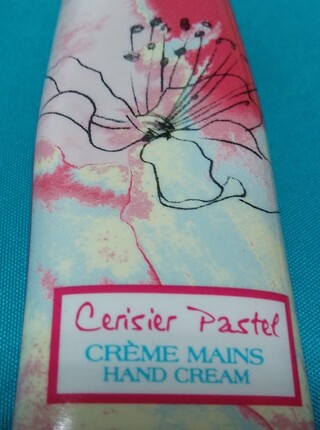 Cerisier Pastel
CRÈME MAINS
HAND CREAM